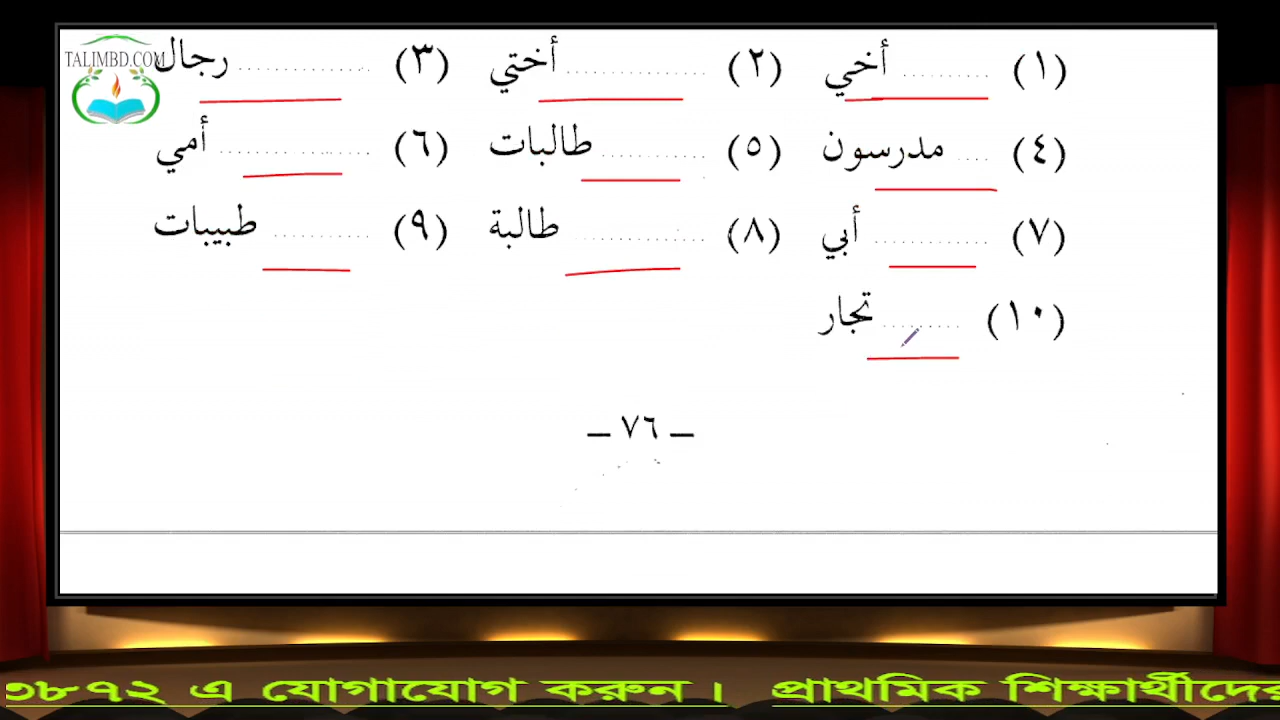 TALIMBD.COM
(١) .......... أخي (٢) .................. أختي (٣) ................. رجال
(٤) .... مدرسون (٥) ............. طالبات (٦) ................... أمي
(٧) ............... أبي (٨) ................. طالبة (٩) ............ طبيبات
(١٠) ......... تجار
– ٧٦ –
৩৮৭২ এ যোগাযোগ করুন । প্রাথমিক শিক্ষার্থীদের